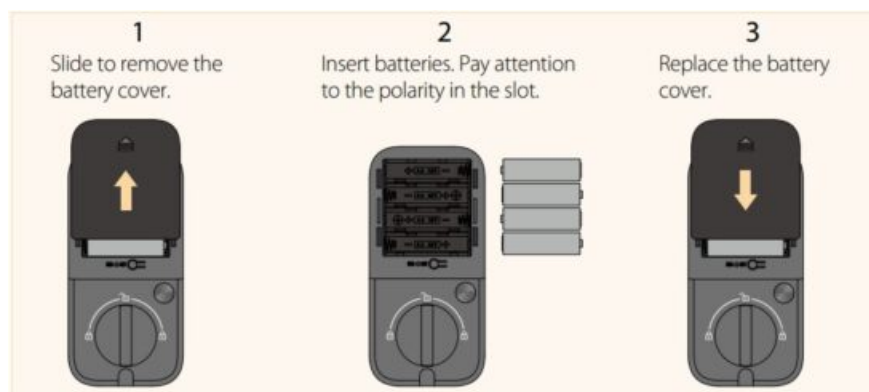 1
Slide to remove the
battery cover.
2
Insert batteries. Pay attention
to the polarity in the slot.
3
Replace the battery
cover.